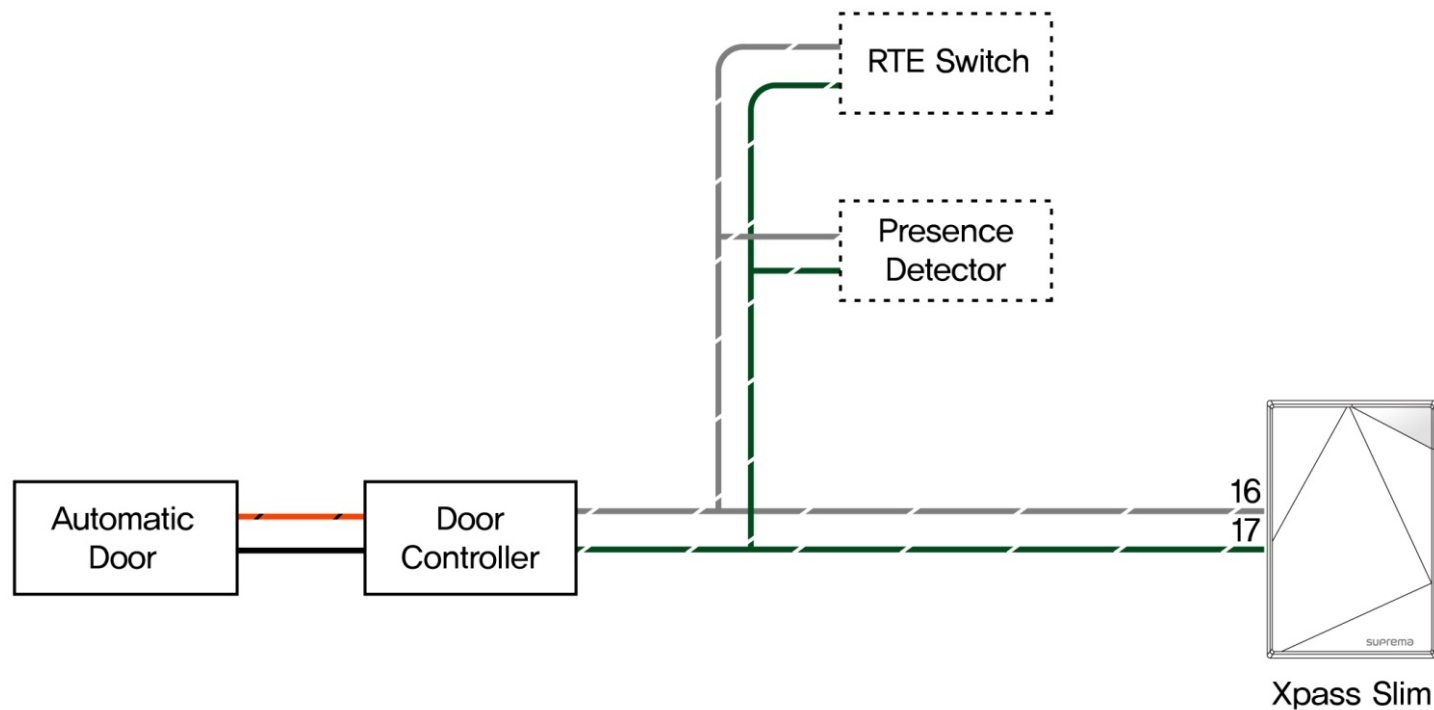 RTE Switch
Presence
Detector
16
17
Automatic
Door
Door
Controller
suprema
Xpass Slim